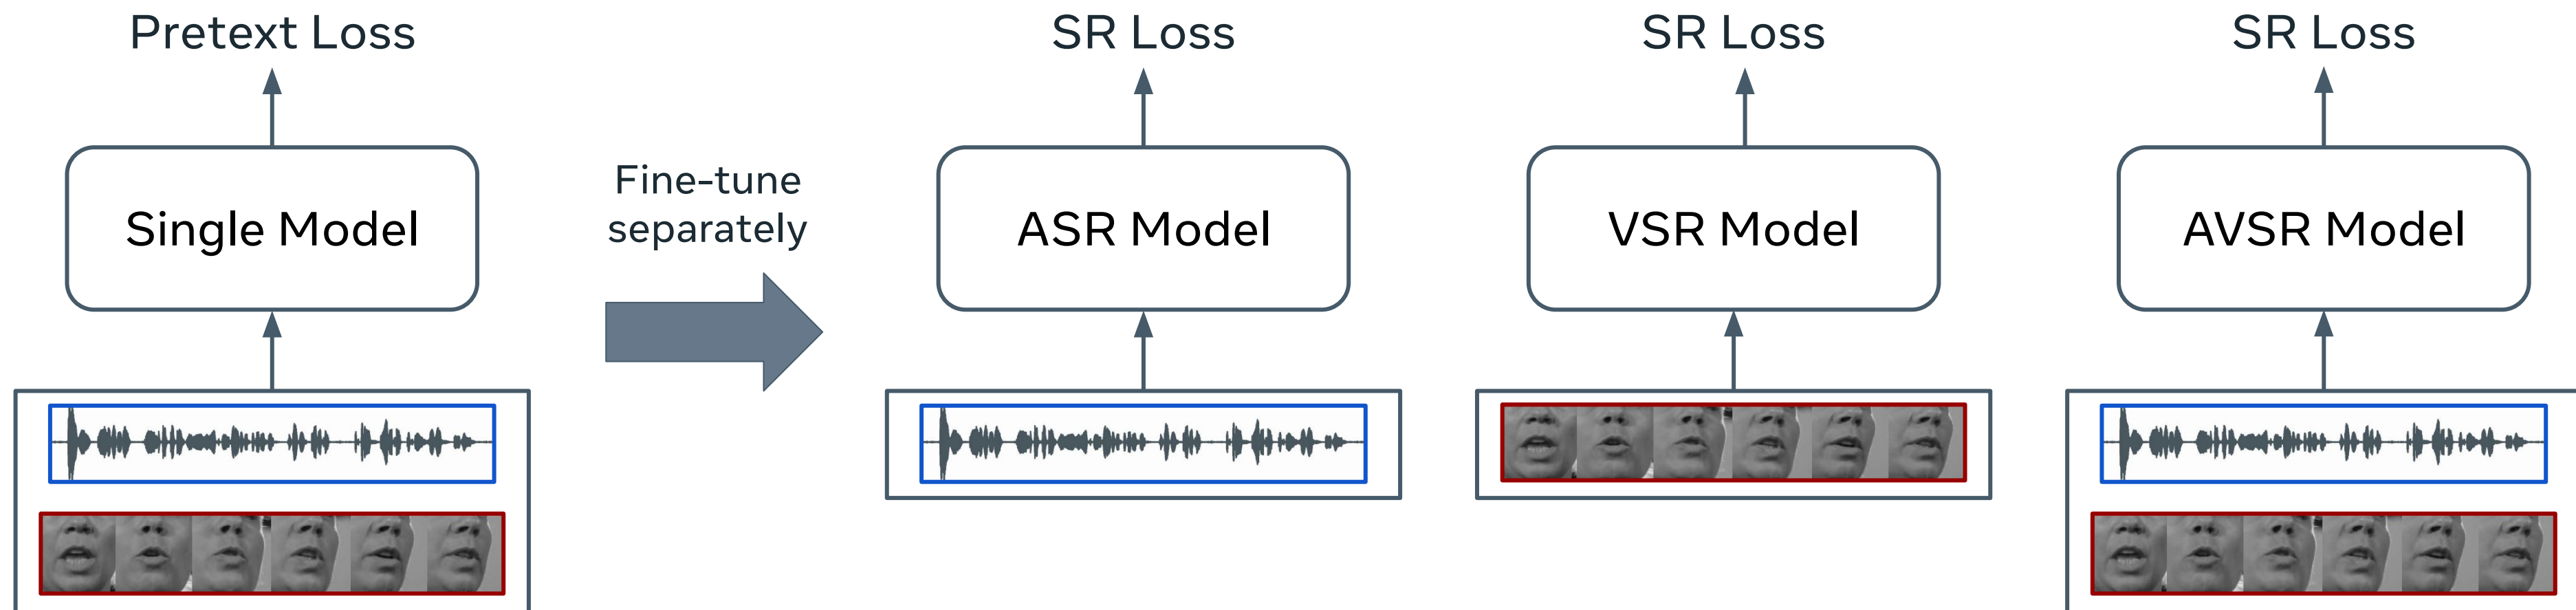 Pretext Loss
SR Loss
SR Loss
SR Loss
Single Model
Fine-tune
separately
ASR Model
VSR Model
AVSR Model